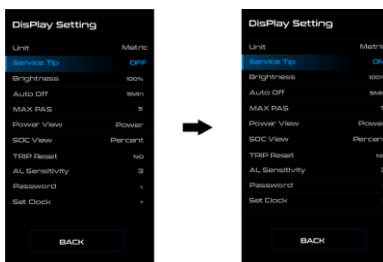 DisPlay Setting
Unit Metric
Service Tip OFF
Brightness 100%
Auto Off 5Min
MAX PAS 5
Power View Power
SOC View Percent
TRIP Reset NO
AL Sensitivity 3
Password >
Set Clock >
BACK
DisPlay Setting
Unit Metric
Service Tip ON
Brightness 100%
Auto Off 5Min
MAX PAS
Power View Power
SOC View Percent
TRIP Reset NO
AL Sensitivity 3
Password
Set Clock
BACK